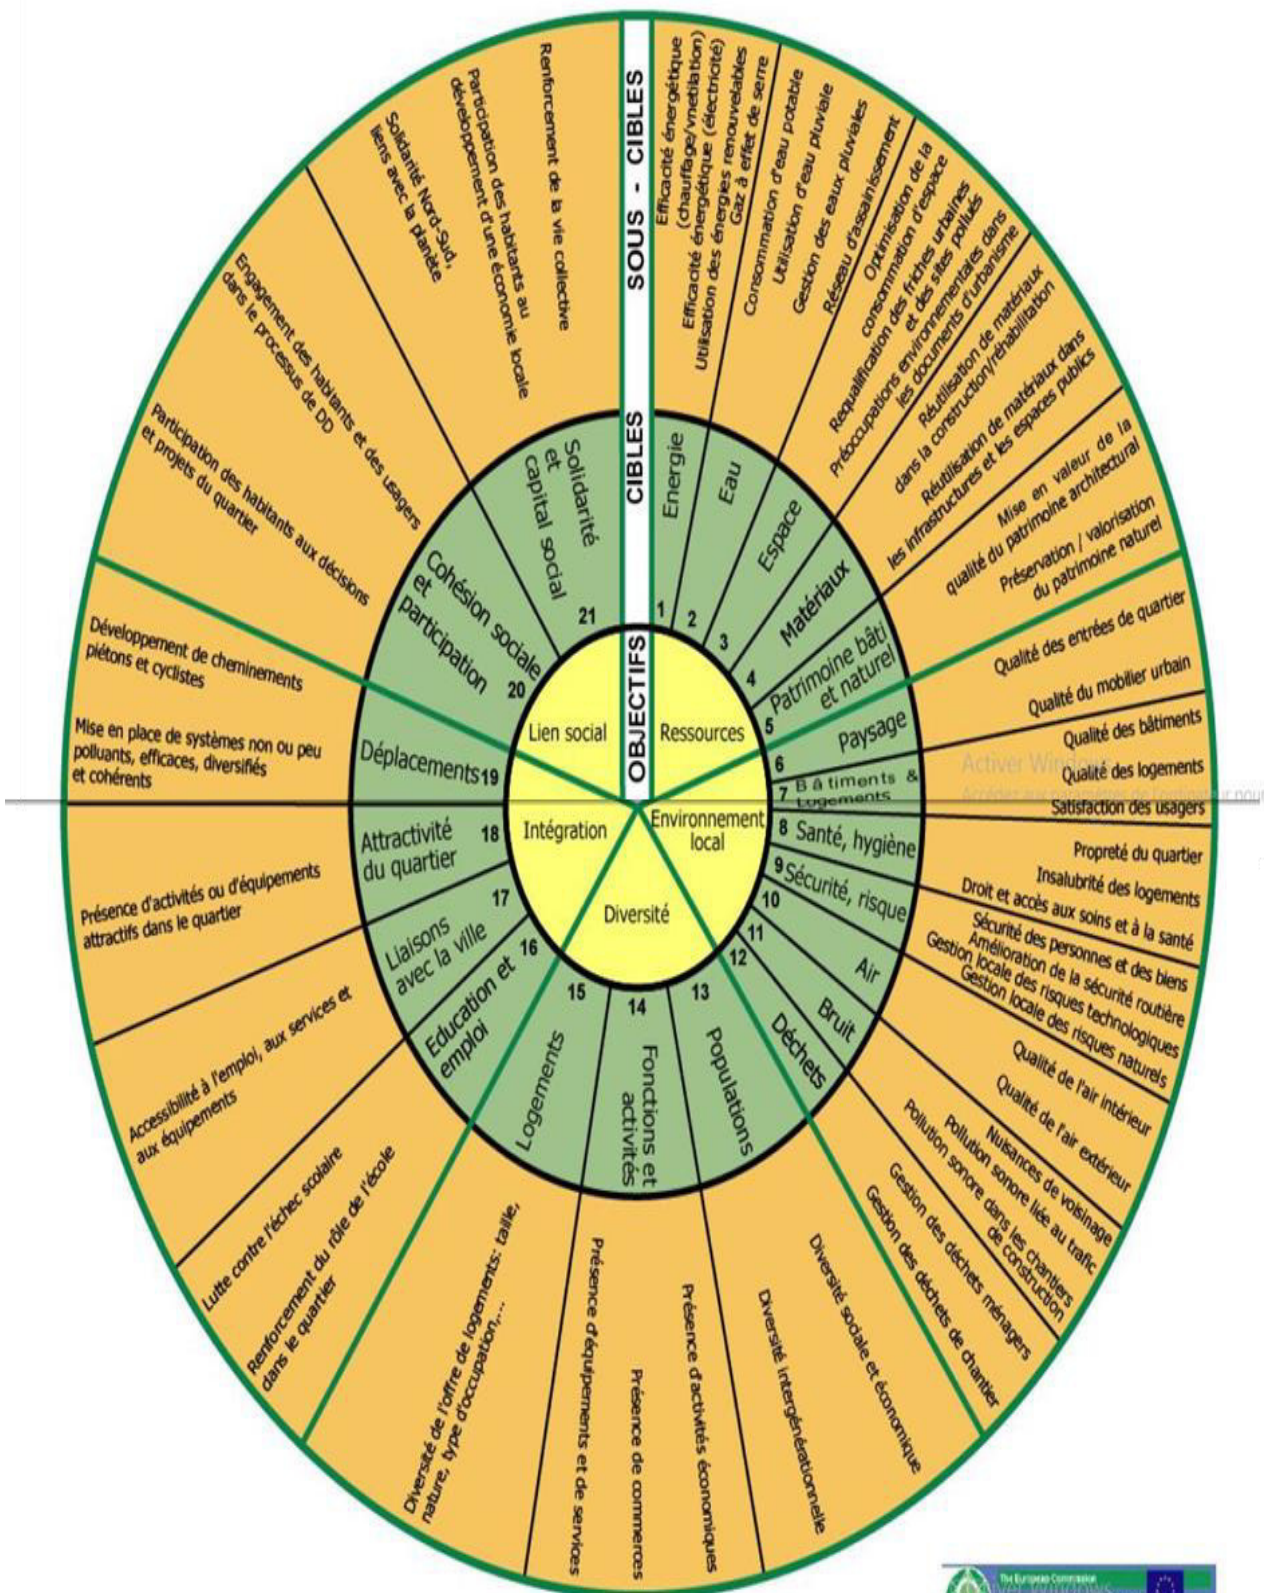 SOUS - CIBLES
CIBLES
OBJECTIFS
Ressources
Environnement
local
Diversité
Intégration
Lien social
1
Energie
2
Eau
3
Espace
4
Matériaux
5
Patrimoine bâti
et naturel
6
Paysage
7
Bâtiments &
Logements
8
Santé, hygiène
9
Sécurité, risque
10
Air
11
Bruit
12
Déchets
13
Populations
14
Fonctions et
activités
15
Logements
16
Education et
emploi
17
Liaisons
avec la ville
18
Attractivité
du quartier
19
Déplacements
20
Cohésion sociale
et
participation
21
Solidarité
et
capital social
Efficacité énergétique
(chauffage/vnetilation)
Efficacité énergétique (électricité)
Utilisation des énergies renouvelables
Gaz à effet de serre
Consommation d'eau potable
Utilisation d'eau pluviale
Gestion des eaux pluviales
Réseau d'assainissement
Optimisation de la
consommation d'espace
Requalification des friches urbaines
et des sites pollués
Préoccupations environnementales dans
les documents d'urbanisme
Réutilisation de matériaux
dans la construction/réhabilitation
Réutilisation de matériaux dans
les infrastructures et les espaces publics
Mise en valeur de la
qualité du patrimoine architectural
Préservation / valorisation
du patrimoine naturel
Qualité des entrées de quartier
Qualité du mobilier urbain
Qualité des bâtiments
Qualité des logements
Satisfaction des usagers
Propreté du quartier
Insalubrité des logements
Droit et accès aux soins et à la santé
Sécurité des personnes et des biens
Amélioration de la sécurité routière
Gestion locale des risques technologiques
Gestion locale des risques naturels
Qualité de l'air intérieur
Qualité de l'air extérieur
Nuisances de voisinage
Pollution sonore liée au trafic
Pollution sonore dans les chantiers
de construction
Gestion des déchets ménagers
Gestion des déchets de chantier
Diversité sociale et économique
Diversité intergénérationnelle
Présence d'activités économiques
Présence de commerces
Présence d'équipements et de services
Diversité de l'offre de logements: taille,
nature, type d'occupation,...
Renforcement du rôle de l'école
dans le quartier
Lutte contre l'échec scolaire
Accessibilité à l'emploi, aux services et
aux équipements
Présence d'activités ou d'équipements
attractifs dans le quartier
Mise en place de systèmes non ou peu
polluants, efficaces, diversifiés
et cohérents
Développement de cheminements
piétons et cyclistes
Participation des habitants aux décisions
et projets du quartier
Engagement des habitants et des usagers
dans le processus de DD
Solidarité Nord-Sud,
liens avec la planète
Participation des habitants au
développement d'une économie locale
Renforcement de la vie collective
Activer Windows
Accédez aux paramètres de l'ordinateur pour
The European Commission